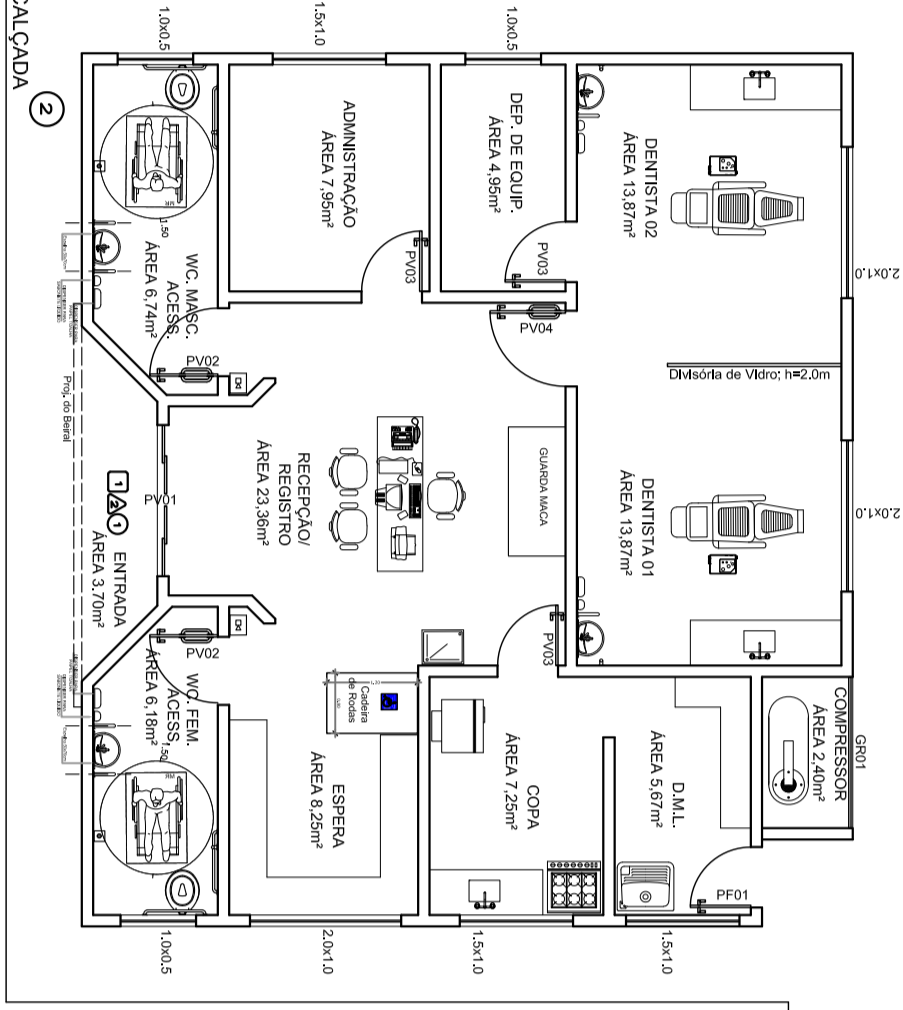 CALÇADA
2
1.0x0.5
1.5x1.0
1.0x0.5
2.0x1.0
2.0x1.0
DENTISTA 02
ÁREA 13,87m²
Divisória de Vidro; h=2.0m
DENTISTA 01
ÁREA 13,87m²
DEP. DE EQUIP.
ÁREA 4,95m²
PV03
PV04
ADMNISTRAÇÃO
ÁREA 7,95m²
PV03
WC. MASC.
ACESS.
ÁREA 6,74m²
1.50
PV02
GUARDA MACA
RECEPÇÃO/
REGISTRO
ÁREA 23,36m²
PV01
1
2
1
ENTRADA
ÁREA 3.70m²
Proj. do Beiral
PV02
WC. FEM.
ACESS.
ÁREA 6,18m²
1.50
Cadeira
de Rodas
ESPERA
ÁREA 8,25m²
PV03
COPA
ÁREA 7,25m²
D.M.L.
ÁREA 5,67m²
COMPRESSOR
ÁREA 2,40m²
GR01
PF01
1.0x0.5
2.0x1.0
1.5x1.0
1.5x1.0